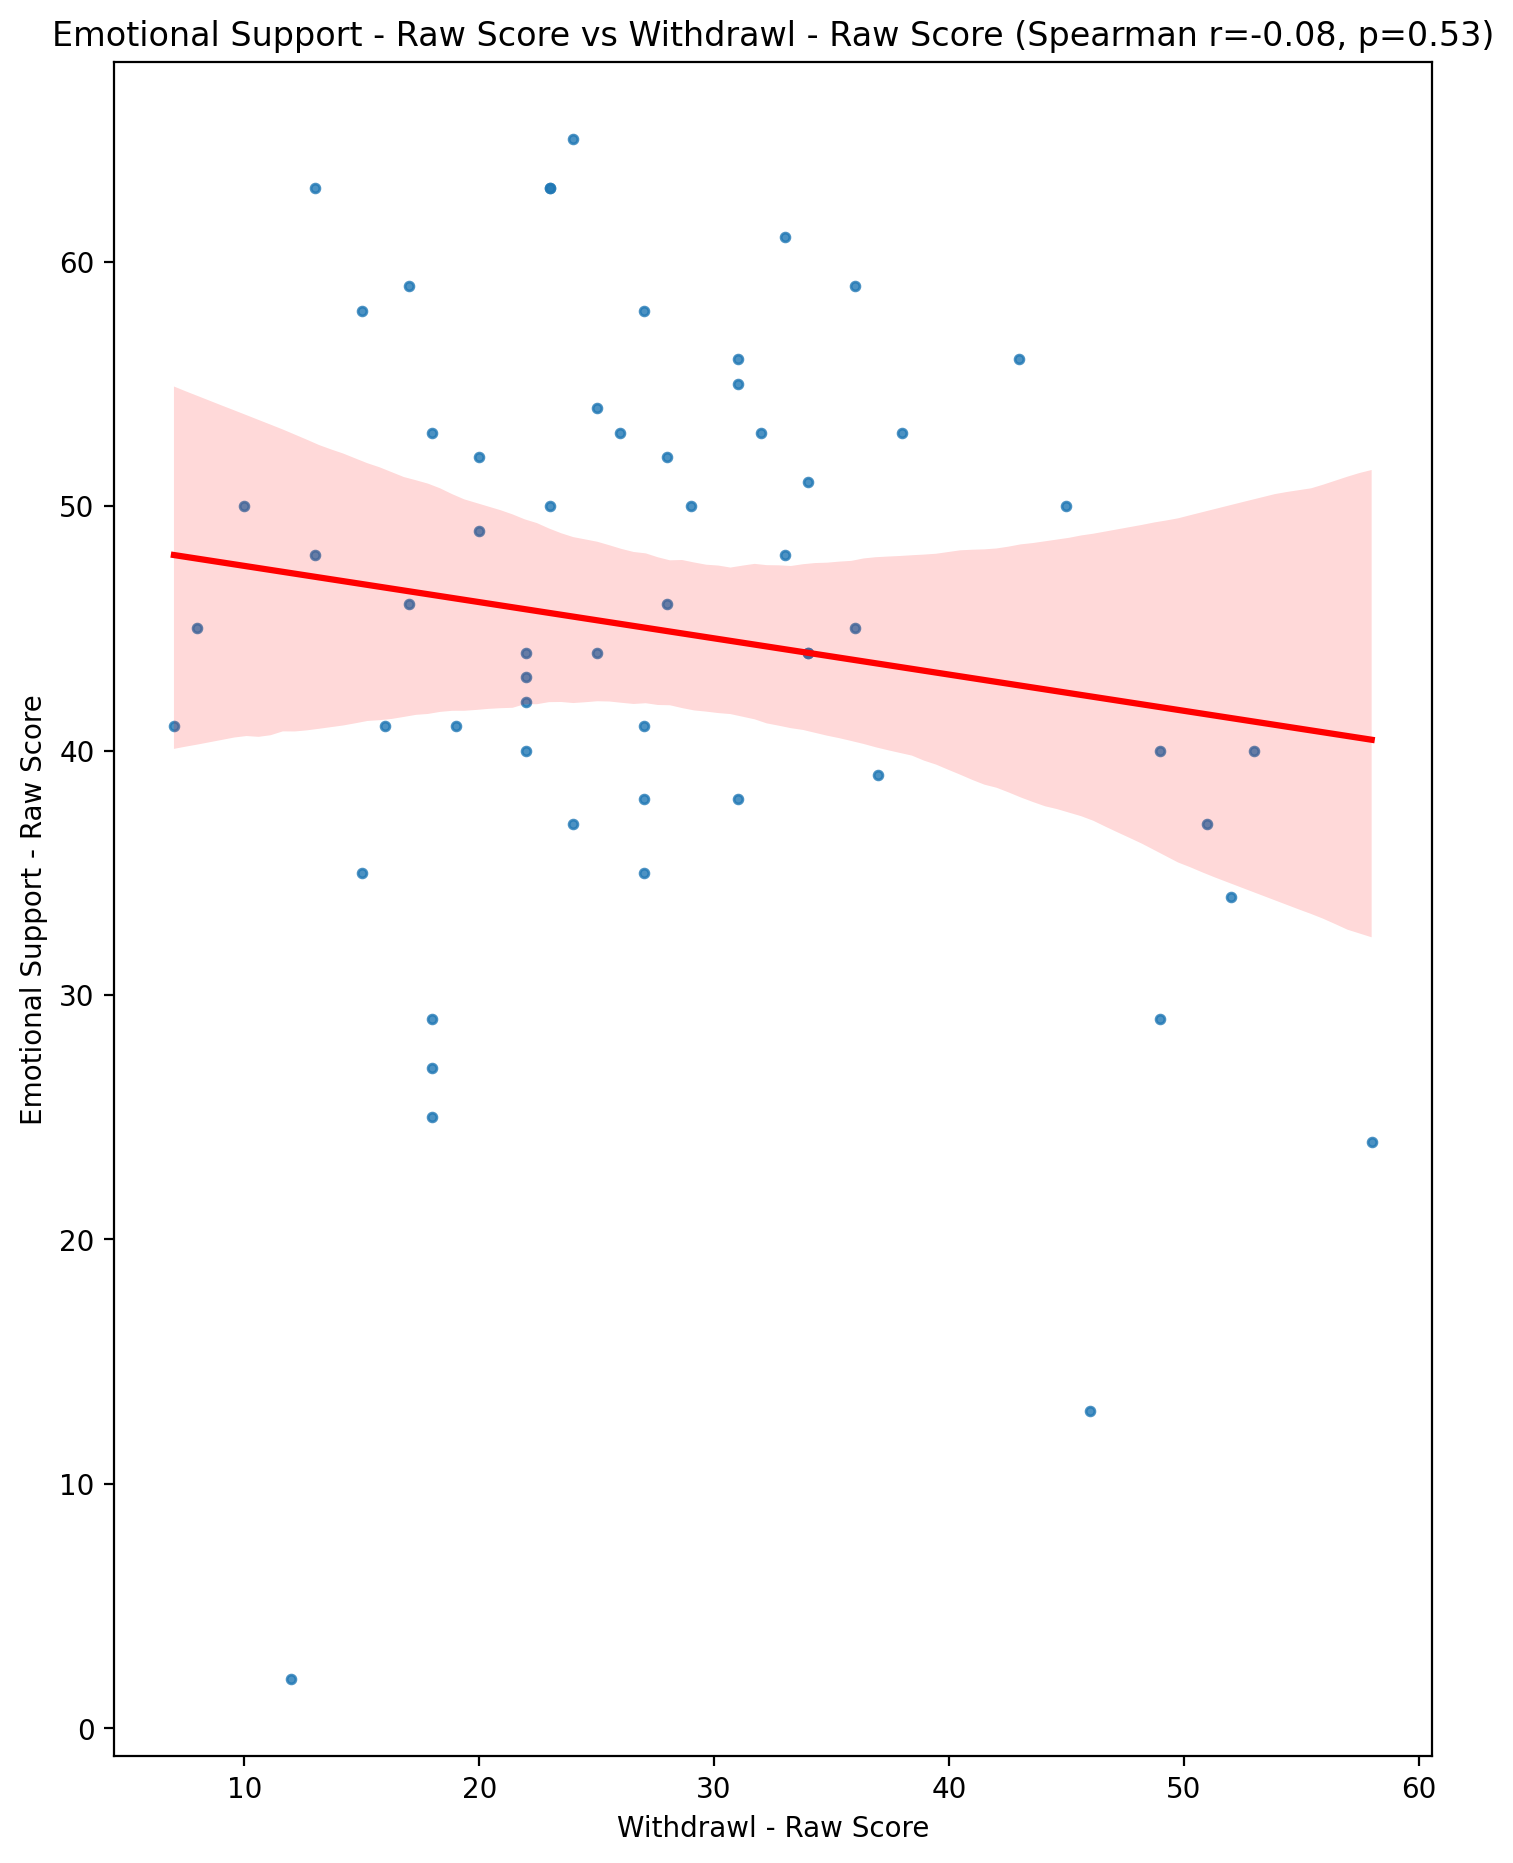 Emotional Support - Raw Score vs Withdrawl - Raw Score (Spearman r=-0.08, p=0.53)
Emotional Support - Raw Score
60
50
40
30
20
10
0
10 20 30 40 50 60
Withdrawl - Raw Score